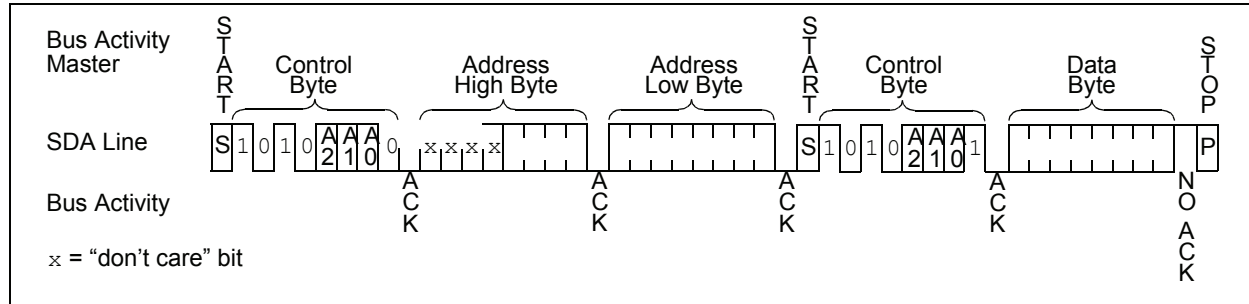 Bus Activity
Master
START
Control
Byte
Address
High Byte
Address
Low Byte
START
Control
Byte
Data
Byte
STOP
SDA Line
S 1 0 1 0 A2 A1 A0 0 x x x x S 1 0 1 0 A2 A1 A0 1 P
Bus Activity
ACK
ACK
ACK
ACK
NO ACK
x = “don’t care” bit